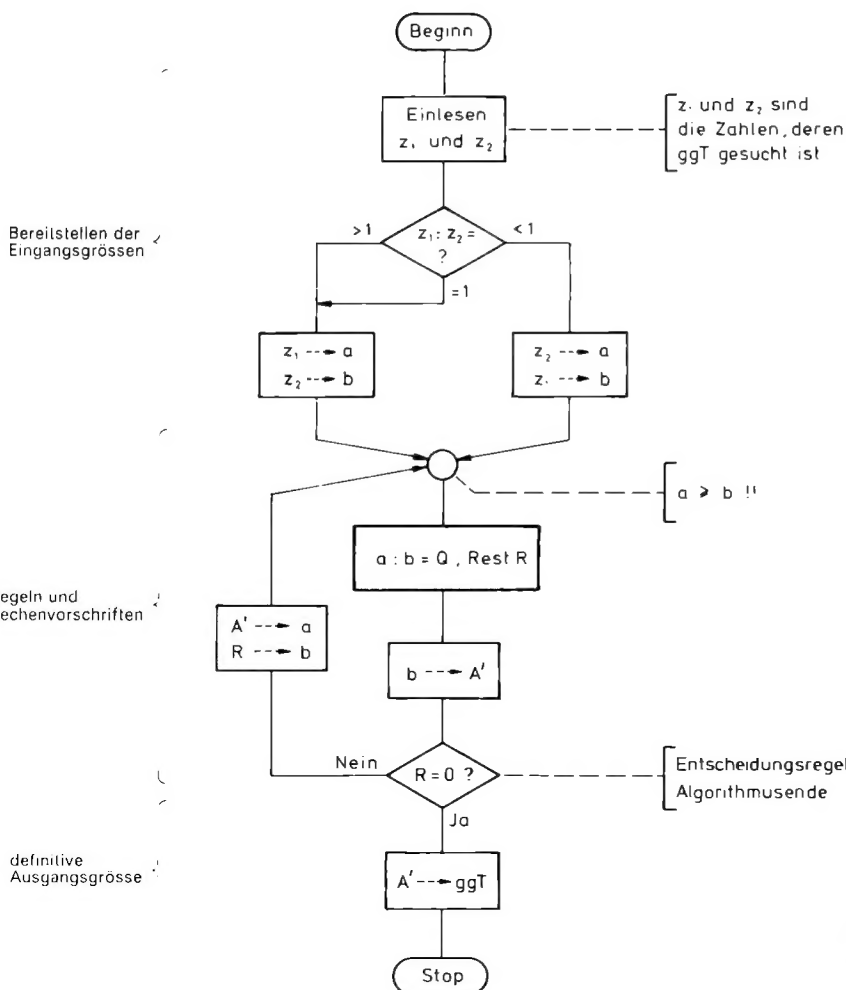 Beginn
Einlesen
z₁ und z₂
z. und z₂ sind
die Zahlen, deren
ggT gesucht ist
Bereitstellen der
Eingangsgrössen
>1
z₁ : z₂ =
?
<1
=1
z₁ ---► a
z₂ ---► b
z₂ ---► a
z. ---► b
a ⩾ b !!
a : b = Q , Rest R
egeln und
echenvorschriften
A' ---► a
R ---► b
b ---► A'
Nein
R = 0 ?
Entscheidungsregel
Algorithmusende
Ja
definitive
Ausgangsgrösse
A' ---► ggT
Stop